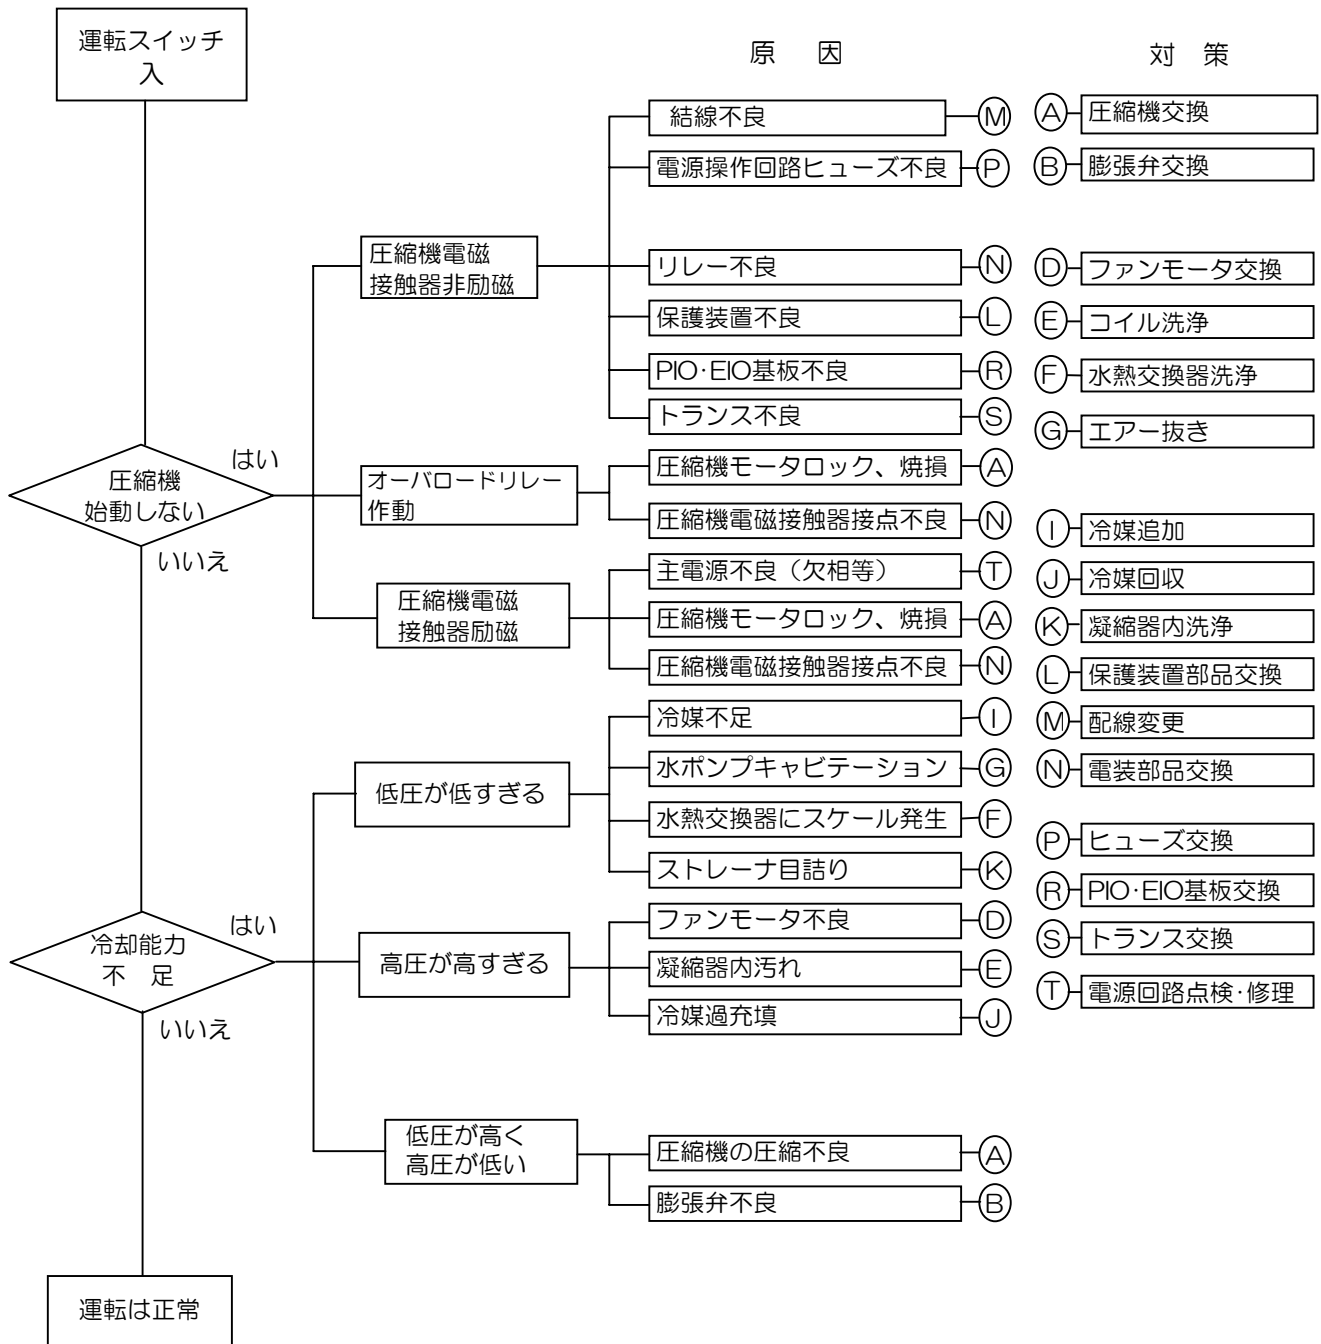 運転スイッチ
入
原 因
対 策
結線不良
M
A
圧縮機交換
電源操作回路ヒューズ不良
P
B
膨張弁交換
圧縮機電磁
接触器非励磁
リレー不良
N
D
ファンモータ交換
保護装置不良
L
E
コイル洗浄
PIO・EIO基板不良
R
F
水熱交換器洗浄
トランス不良
S
G
エアー抜き
圧縮機
始動しない
はい
いいえ
オーバロードリレー
作動
圧縮機モータロック、焼損
A
圧縮機電磁接触器接点不良
N
I
冷媒追加
圧縮機電磁
接触器励磁
主電源不良（欠相等）
T
J
冷媒回収
圧縮機モータロック、焼損
A
K
凝縮器内洗浄
圧縮機電磁接触器接点不良
N
L
保護装置部品交換
低圧が低すぎる
冷媒不足
I
M
配線変更
水ポンプキャビテーション
G
N
電装部品交換
水熱交換器にスケール発生
F
P
ヒューズ交換
ストレーナ目詰り
K
R
PIO・EIO基板交換
冷却能力
不 足
はい
いいえ
高圧が高すぎる
ファンモータ不良
D
S
トランス交換
凝縮器内汚れ
E
T
電源回路点検・修理
冷媒過充填
J
低圧が高く
高圧が低い
圧縮機の圧縮不良
A
膨張弁不良
B
運転は正常